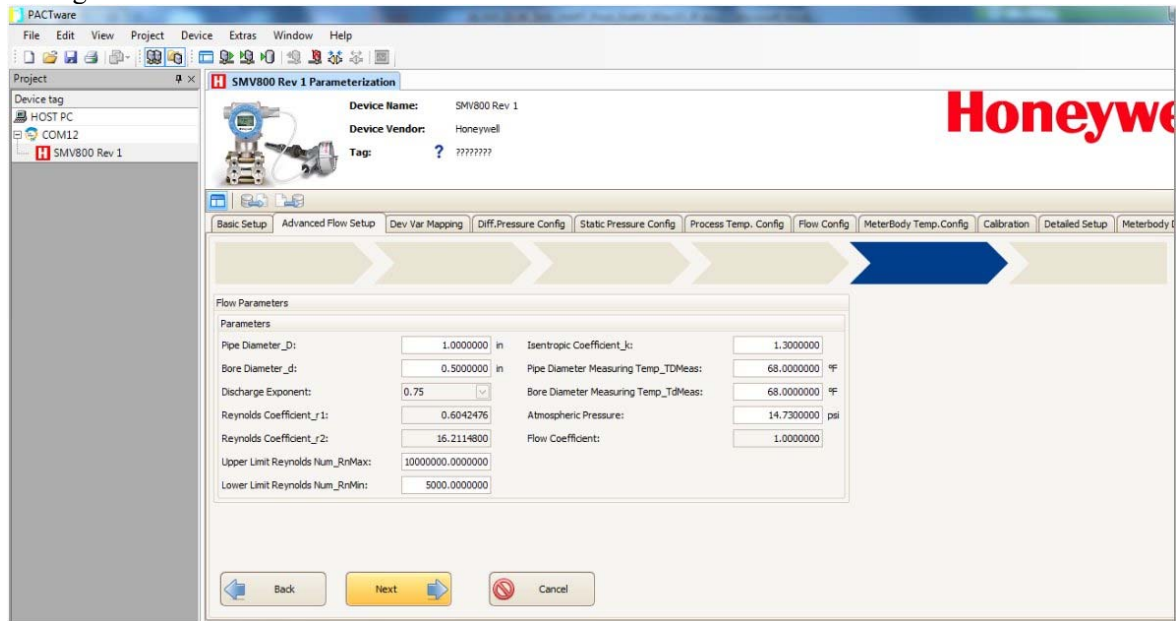 PACTware
File Edit View Project Device Extras Window Help
Project
SMV800 Rev 1 Parameterization
Device tag
HOST PC
COM12
SMV800 Rev 1
Device Name: SMV800 Rev 1
Device Vendor: Honeywell
Tag: ? ????????
Honeywe
Basic Setup Advanced Flow Setup Dev Var Mapping Diff.Pressure Config Static Pressure Config Process Temp. Config Flow Config MeterBody Temp.Config Calibration Detailed Setup Meterbody
Flow Parameters
Parameters
Pipe Diameter_D: 1.0000000 in Isentropic Coefficient_k: 1.3000000
Bore Diameter_d: 0.5000000 in Pipe Diameter Measuring Temp_TDMeas: 68.0000000 ºF
Discharge Exponent: 0.75 Bore Diameter Measuring Temp_TdMeas: 68.0000000 ºF
Reynolds Coefficient_r1: 0.6042476 Atmospheric Pressure: 14.7300000 psi
Reynolds Coefficient_r2: 16.2114800 Flow Coefficient: 1.0000000
Upper Limit Reynolds Num_RnMax: 10000000.0000000
Lower Limit Reynolds Num_RnMin: 5000.0000000
Back Next Cancel